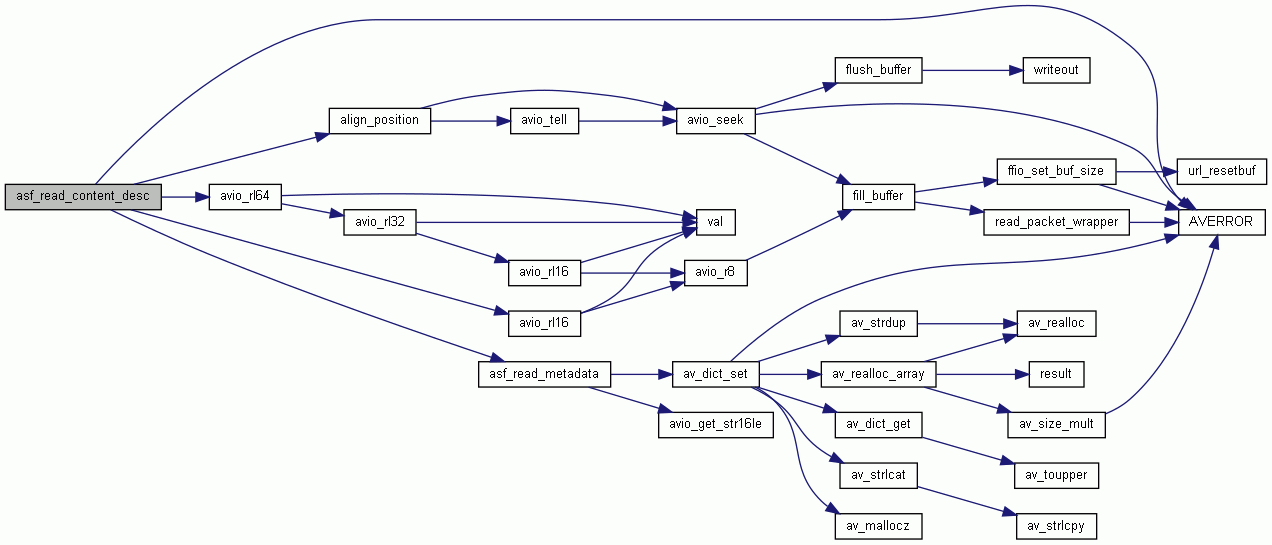 flush_buffer
writeout
align_position
avio_tell
avio_seek
ffio_set_buf_size
url_resetbuf
asf_read_content_desc
avio_rl64
fill_buffer
avio_rl32
val
read_packet_wrapper
AVERROR
avio_rl16
avio_r8
avio_rl16
av_strdup
av_realloc
asf_read_metadata
av_dict_set
av_realloc_array
result
avio_get_str16le
av_dict_get
av_size_mult
av_strlcat
av_toupper
av_mallocz
av_strlcpy